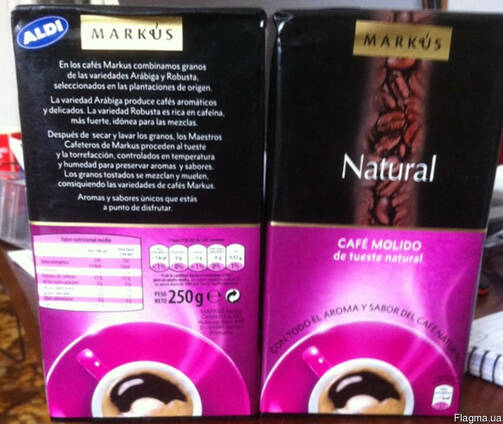 ALDI
MARKUS
En los cafés Markus combinamos granos
de las variedades Arábiga y Robusta,
seleccionados en las plantaciones de origen.
La variedad Arábiga produce cafés aromáticos
y delicados. La variedad Robusta es rica en cafeína,
más fuerte, idónea para las mezclas.
Después de secar y lavar los granos, los Maestros
Cafeteros de Markus proceden al tueste
y la torrefacción, controlados en temperatura
y humedad para preservar aromas y sabores.
Los granos tostados se mezclan y muelen,
consiquiendo las variedades de cafés Markus.
Aromas y sabores únicos que estás
a punto de disfrutar.
Valor nutricional medio
PESO
NETO 250g e
MARKUS
Natural
CAFÉ MOLIDO
de tueste natural
CON TODO EL AROMA Y SABOR DEL CAFÉ NATURAL
Flagma.ua